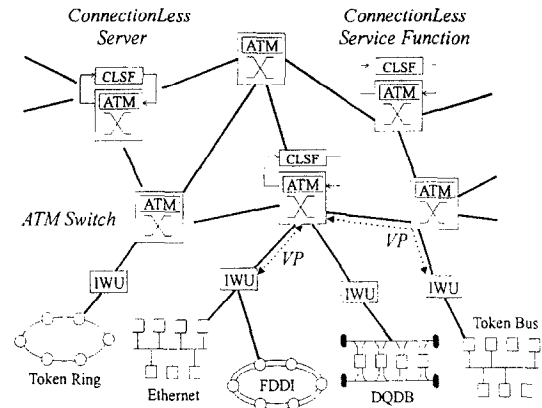 ConnectionLess
Server
ConnectionLess
Service Function
ATM
CLSF
ATM
CLSF
ATM
CLSF
ATM
ATM Switch
ATM
ATM
VP
VP
IWU
IWU
IWU
IWU
Token Ring
Ethernet
FDDI
DQDB
Token Bus